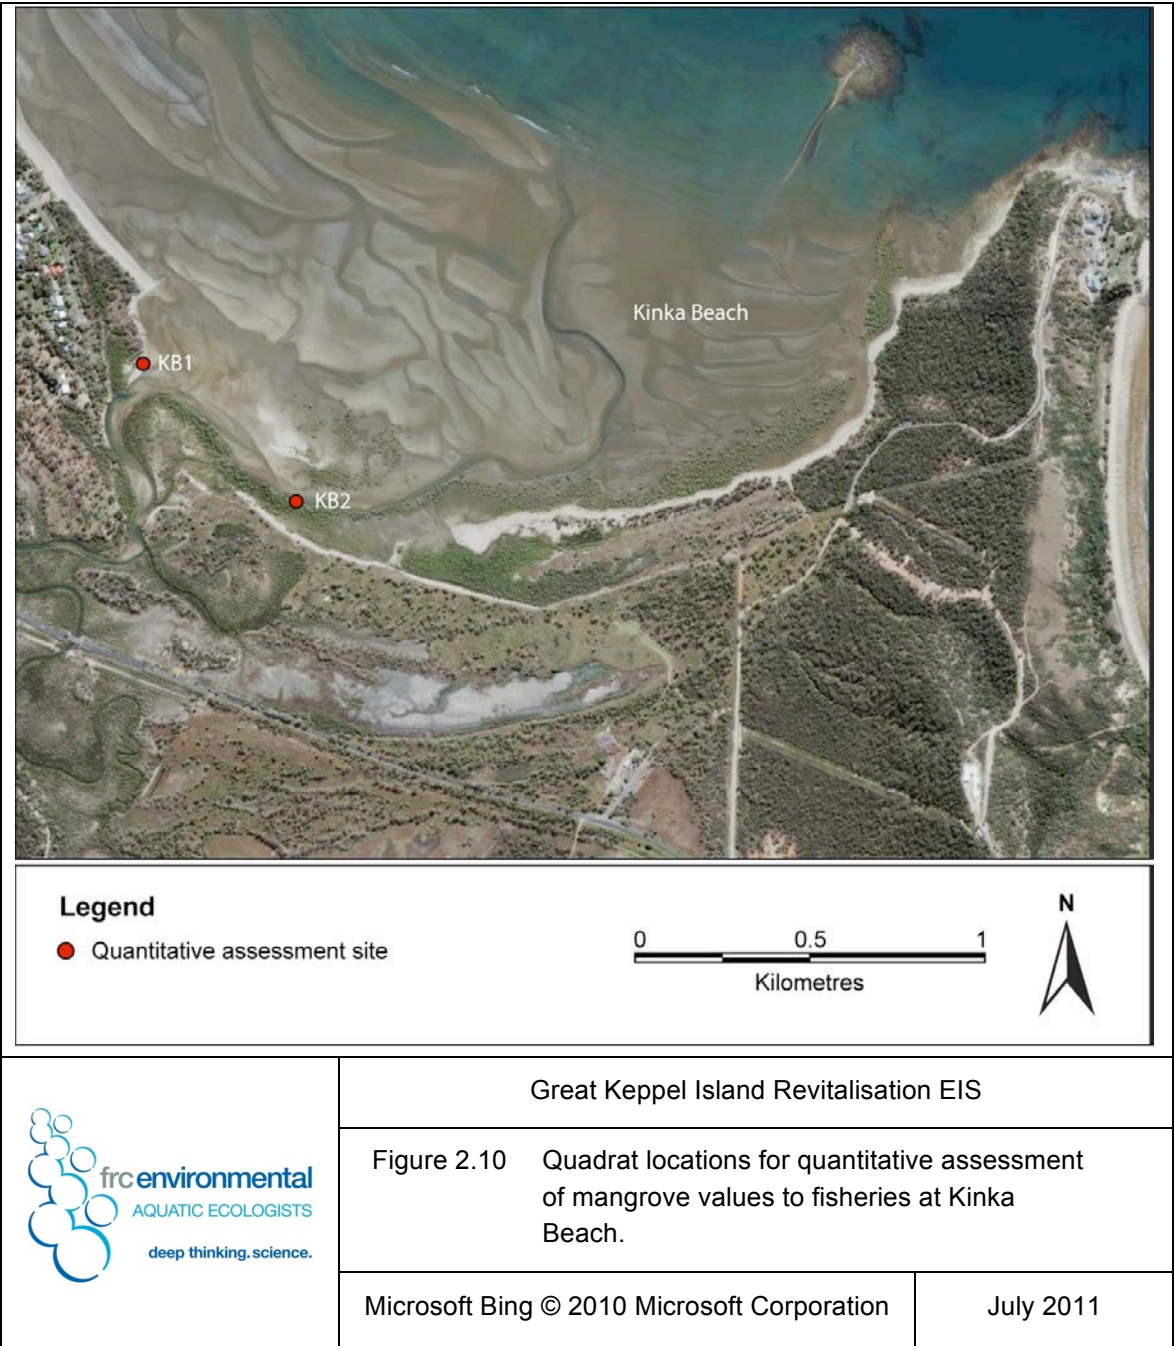 Kinka Beach
KB1
KB2
Legend
Quantitative assessment site
0 0.5 1
Kilometres
N
Great Keppel Island Revitalisation EIS
frc environmental
AQUATIC ECOLOGISTS
deep thinking. science.
Figure 2.10 Quadrat locations for quantitative assessment
of mangrove values to fisheries at Kinka
Beach.
Microsoft Bing © 2010 Microsoft Corporation July 2011